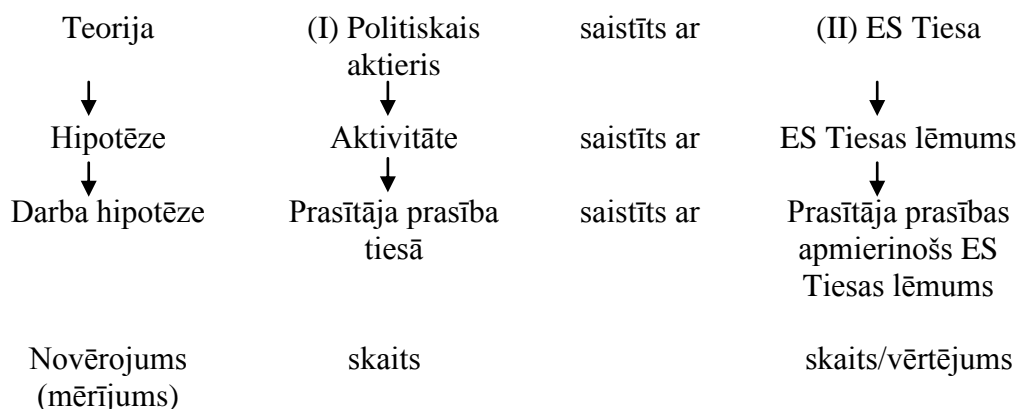 Teorija (I) Politiskais saistīts ar (II) ES Tiesa
aktieris
Hipotēze Aktivitāte saistīts ar ES Tiesas lēmums
Darba hipotēze Prasītāja prasība saistīts ar Prasītāja prasības
tiesā apmierinošs ES
Tiesas lēmums
Novērojums skaits skaits/vērtējums
(mērījums)